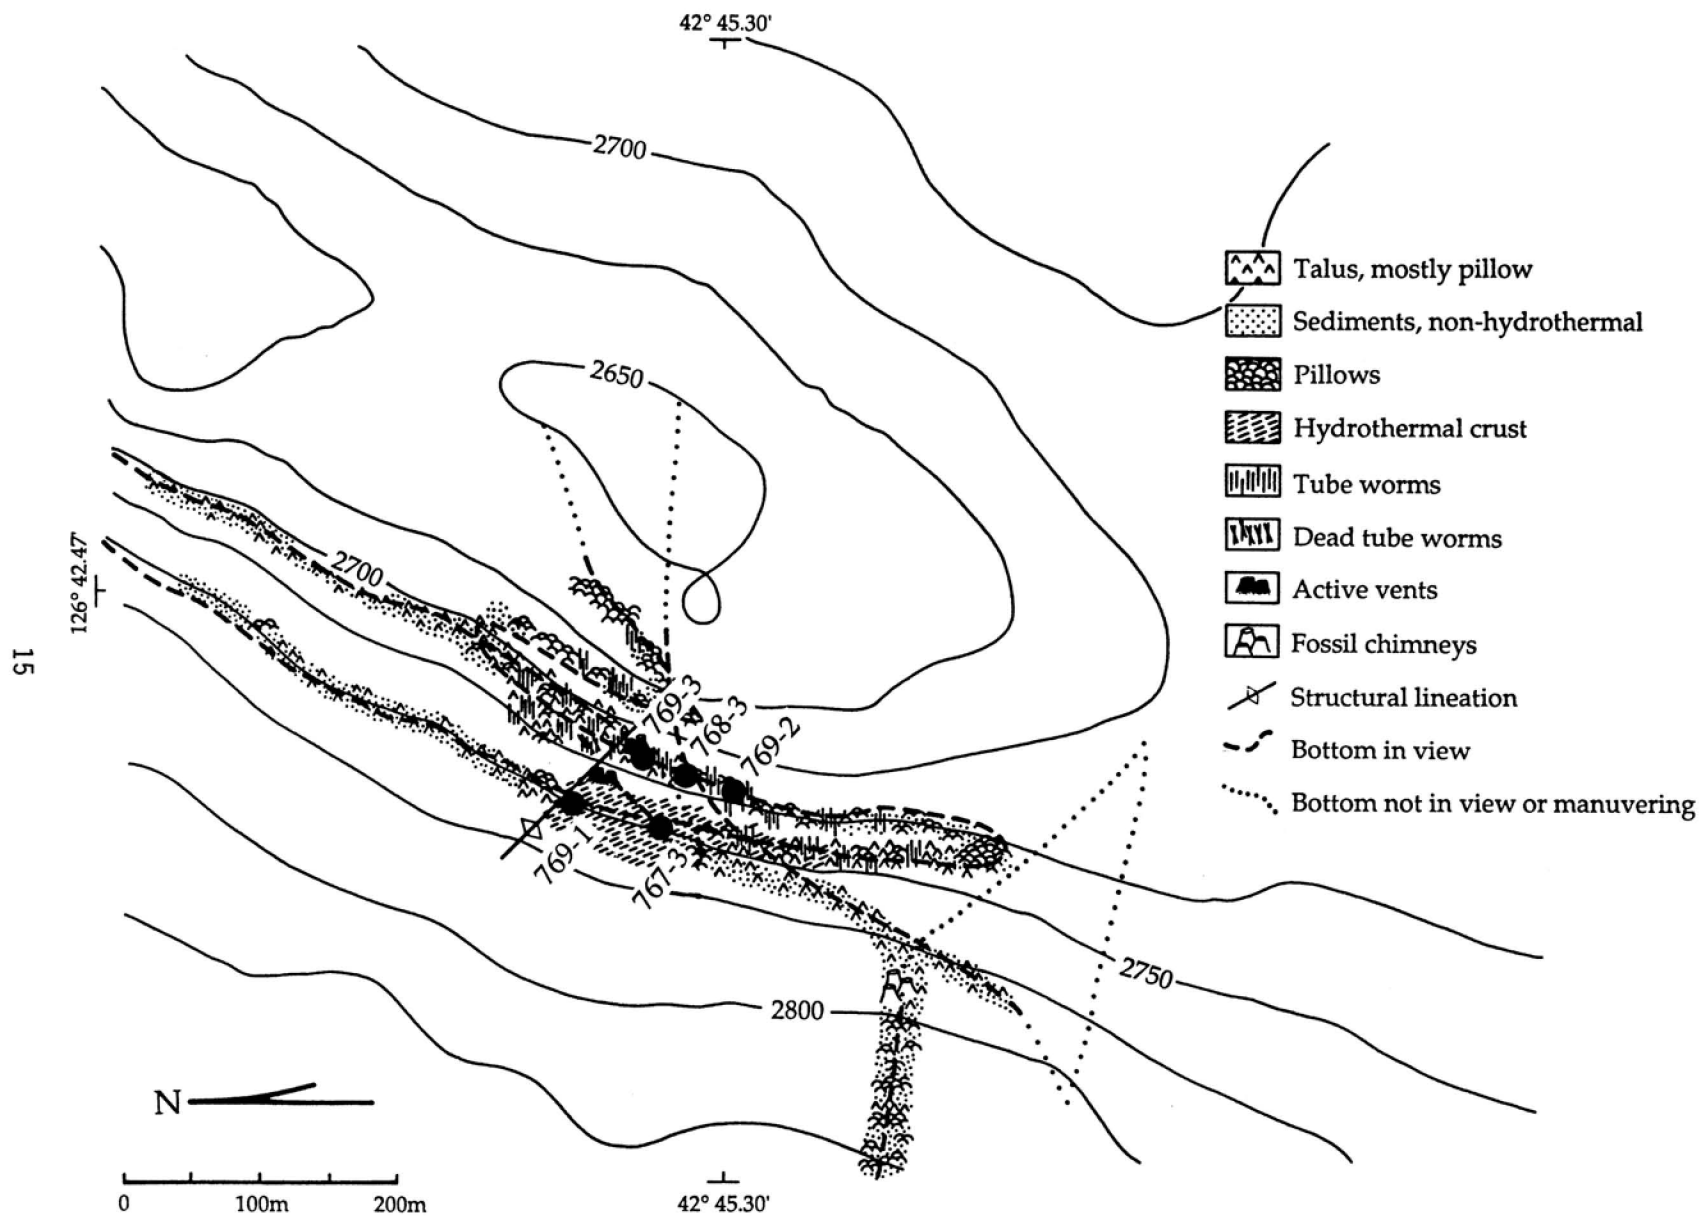 42° 45.30'
2700
2650
Talus, mostly pillow
Sediments, non-hydrothermal
Pillows
Hydrothermal crust
Tube worms
Dead tube worms
Active vents
Fossil chimneys
Structural lineation
Bottom in view
Bottom not in view or manuvering
126° 42.47'
2700
15
769-3
768-3
769-2
769-1
767-3
2750
2800
N
0 100m 200m
42° 45.30'